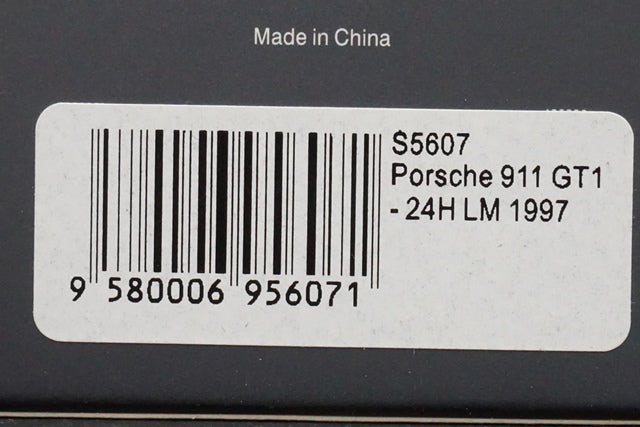 Made in China
S5607
Porsche 911 GT1
- 24H LM 1997
9 580006 956071